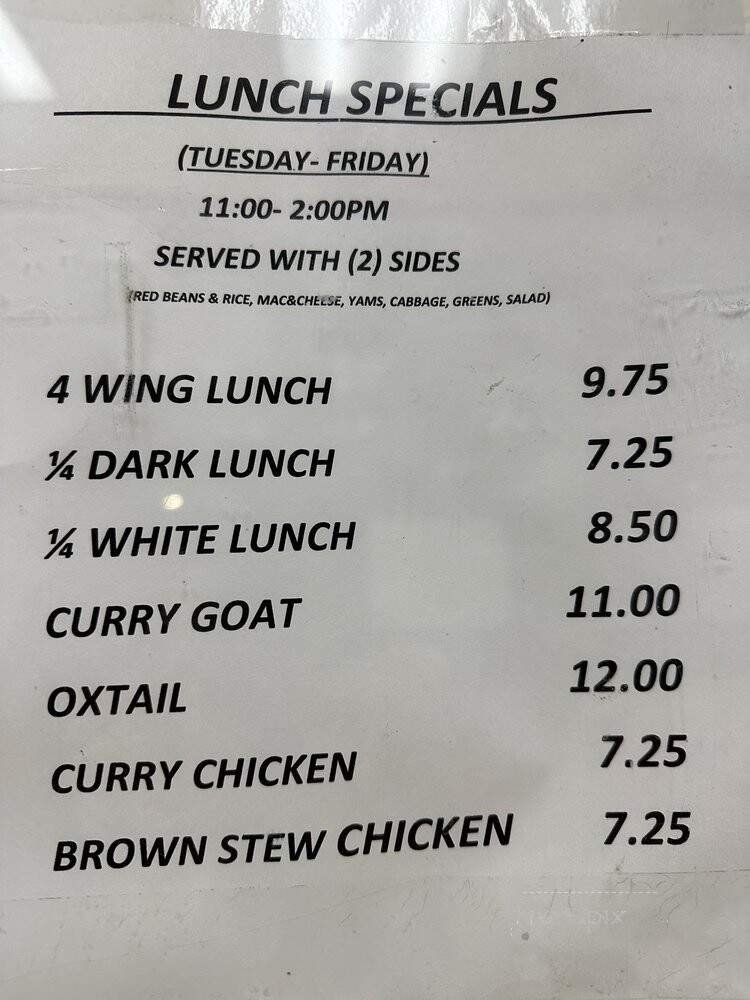 LUNCH SPECIALS
(TUESDAY- FRIDAY)
11:00- 2:00PM
SERVED WITH (2) SIDES
(RED BEANS & RICE, MAC&CHEESE, YAMS, CABBAGE, GREENS, SALAD)
4 WING LUNCH 9.75
¼ DARK LUNCH 7.25
¼ WHITE LUNCH 8.50
CURRY GOAT 11.00
OXTAIL 12.00
CURRY CHICKEN 7.25
BROWN STEW CHICKEN 7.25